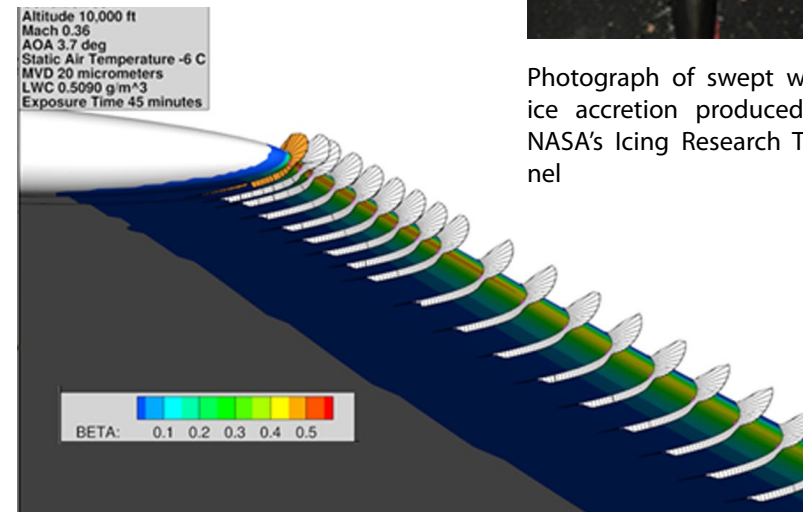 Altitude 10,000 ft
Mach 0.36
AOA 3.7 deg
Static Air Temperature -6 C
MVD 20 micrometers
LWC 0.5090 g/m^3
Exposure Time 45 minutes
Photograph of swept w
ice accretion produced
NASA's Icing Research T
nel
BETA: 0.1 0.2 0.3 0.4 0.5